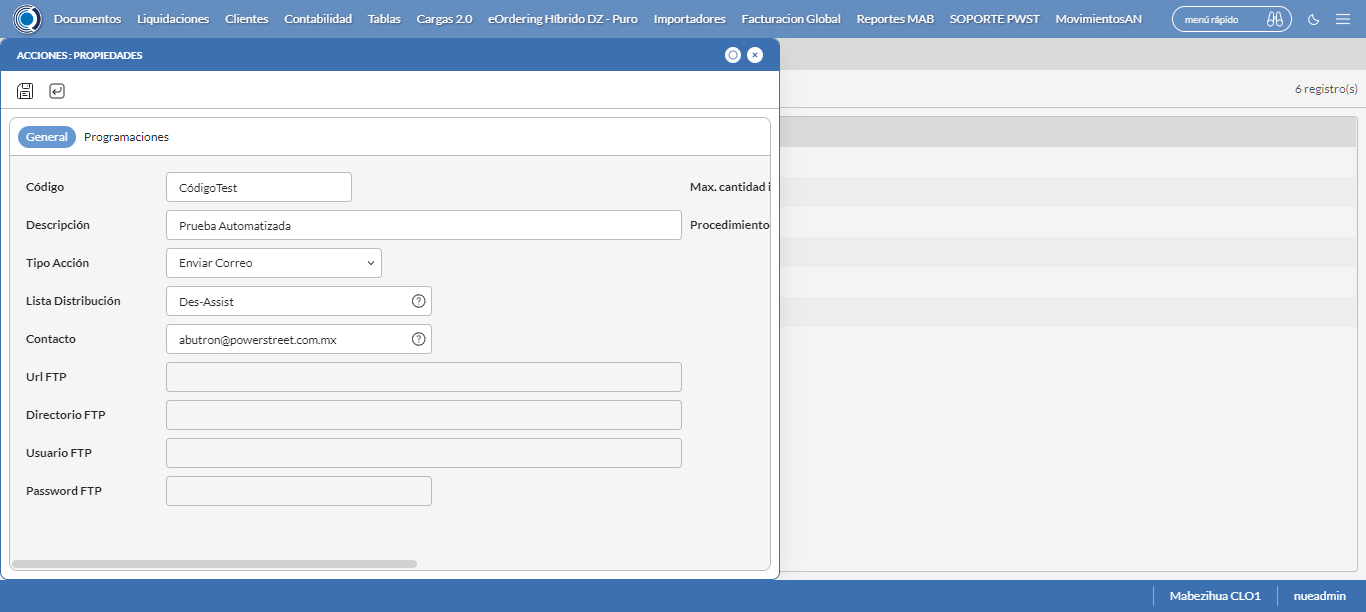 Documentos Liquidaciones Clientes Contabilidad Tablas Cargas 2.0 eOrdering Híbrido DZ - Puro Importadores Facturacion Global Reportes MAB SOPORTE PWST MovimientosAN menú rápido
ACCIONES : PROPIEDADES
6 registro(s)
General Programaciones
Código CódigoTest Max. cantidad i
Descripción Prueba Automatizada Procedimiento
Tipo Acción Enviar Correo
Lista Distribución Des-Assist
Contacto abutron@powerstreet.com.mx
Url FTP
Directorio FTP
Usuario FTP
Password FTP
Mabezihua CLO1 nueadmin